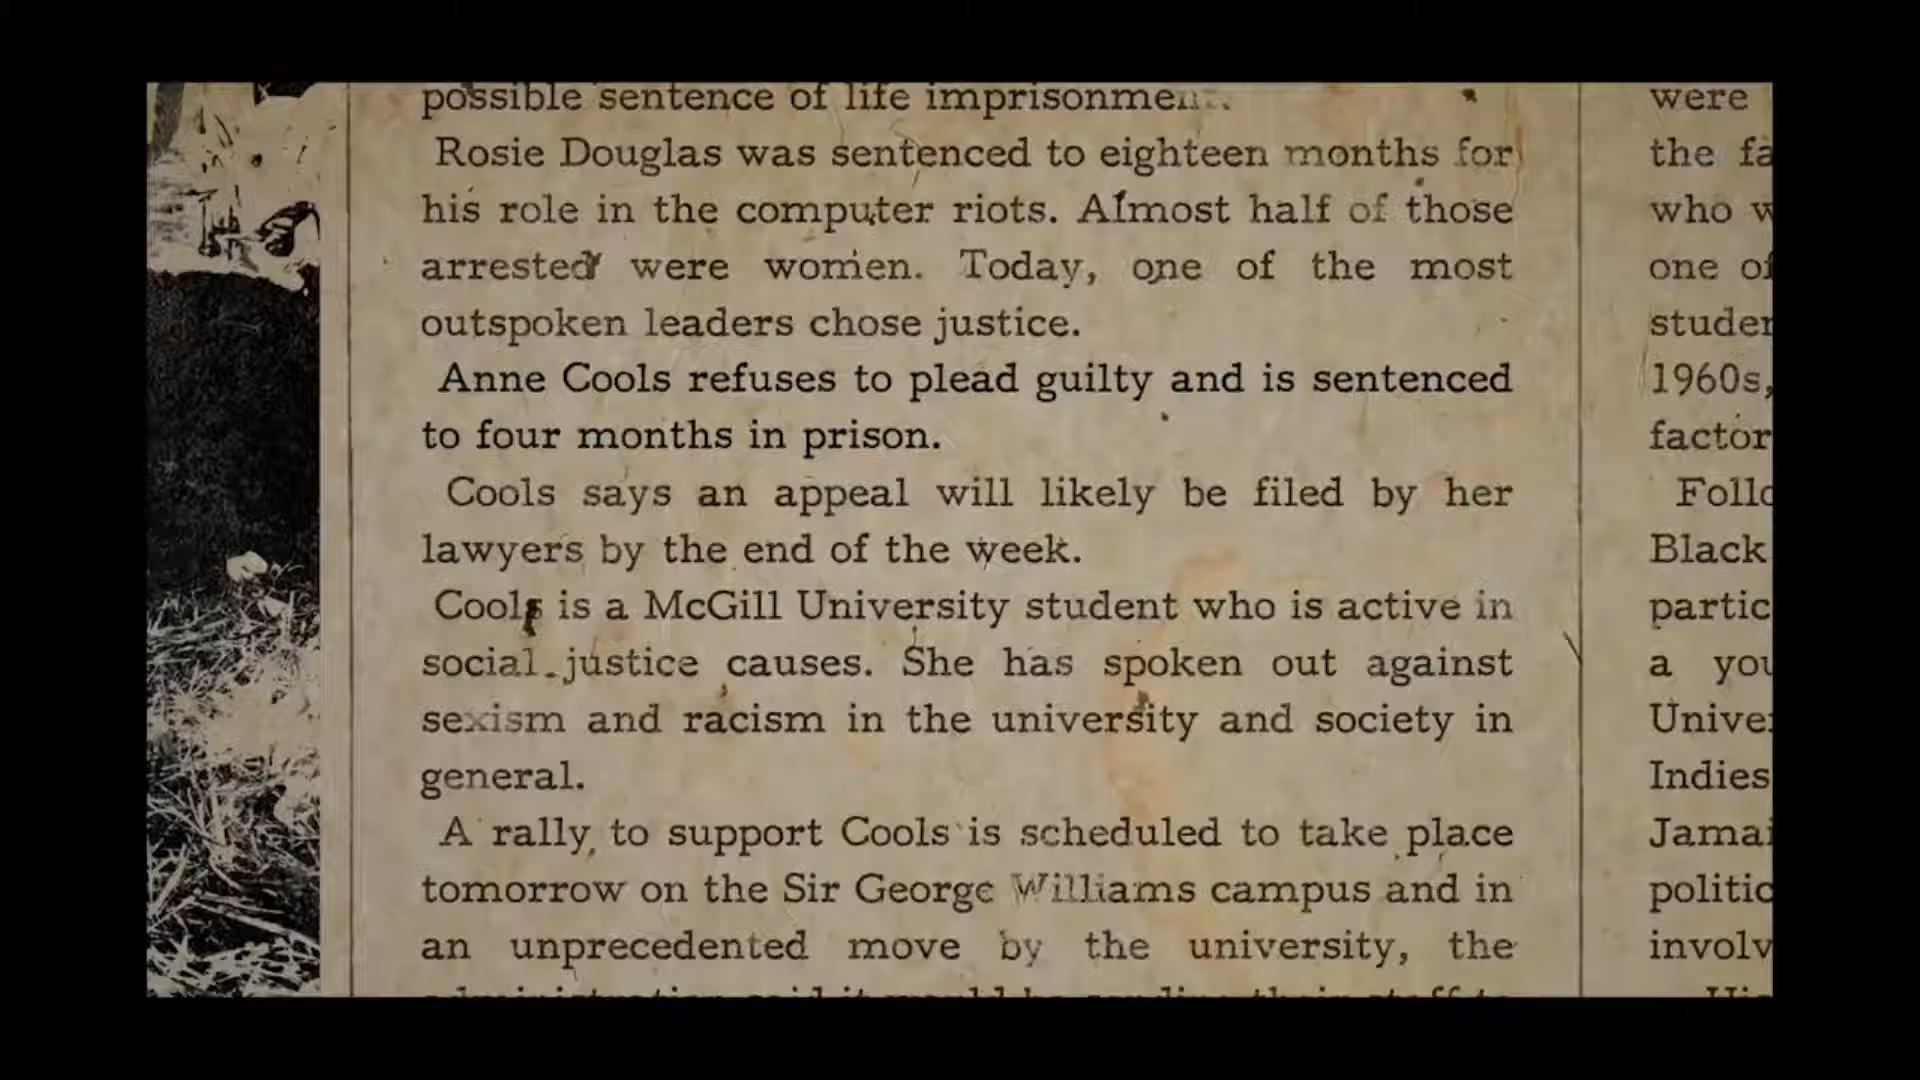 possible sentence of life imprisonment.
Rosie Douglas was sentenced to eighteen months for
his role in the computer riots. Almost half of those
arrested were women. Today, one of the most
outspoken leaders chose justice.
Anne Cools refuses to plead guilty and is sentenced
to four months in prison.
Cools says an appeal will likely be filed by her
lawyers by the end of the week.
Cools is a McGill University student who is active in
social justice causes. She has spoken out against
sexism and racism in the university and society in
general.
A rally, to support Cools is scheduled to take place
tomorrow on the Sir George Williams campus and in
an unprecedented move by the university, the
were
the
who
one
1960s,
Black
a
Indies